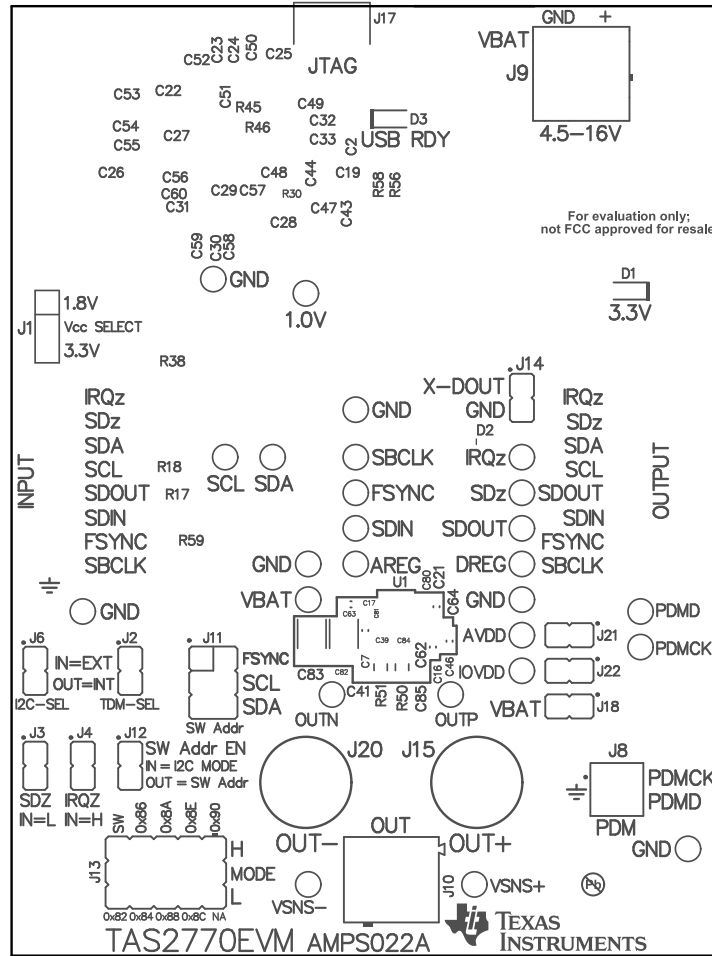 J17
JTAG
GND +
VBAT
J9
4.5-16V
C52
C23
C24
C50
C25
C53
C22
C51
R45
C49
C54
C27
R46
C32
C55
C33
C2
D3
USB RDY
C26
C56
C48
C44
C19
R58
R56
C60
C29
C57
R30
C31
C28
C47
C43
C59
C30
C58
For evaluation only;
not FCC approved for resale
GND
1.0V
D1
3.3V
J1
1.8V
Vcc SELECT
3.3V
R38
INPUT
IRQz
SDz
SDA
SCL
SDOUT
SDIN
FSYNC
SBCLK
R18
R17
R59
SCL
SDA
GND
SBCLK
FSYNC
SDIN
AREG
GND
VBAT
X-DOUT
GND
J14
D2
IRQz
SDz
SDOUT
DREG
GND
AVDD
IOVDD
VBAT
IRQz
SDz
SDA
SCL
SDOUT
SDIN
FSYNC
SBCLK
OUTPUT
GND
U1
C80
C21
C64
C17
C63
C81
C39
C84
C62
C83
C82
C7
C16
C46
C41
R51
R50
C85
PDMD
PDMCK
J21
J22
J18
J6
IN=EXT
OUT=INT
J2
I2C-SEL
TDM-SEL
J11
FSYNC
SCL
SDA
SW Addr
OUTN
OUTP
J3
J4
J12
SW Addr EN
IN = I2C MODE
OUT = SW Addr
SDZ
IN=L
IRQZ
IN=H
J20
J15
OUT-
OUT
OUT+
J8
PDMCK
PDMD
PDM
GND
SW
0x86
0x8A
0x8E
0x90
J13
H
MODE
L
0x82 0x84 0x88 0x8C NA
VSNS-
J10
VSNS+
Pb
TAS2770EVM AMPS022A
TEXAS
INSTRUMENTS